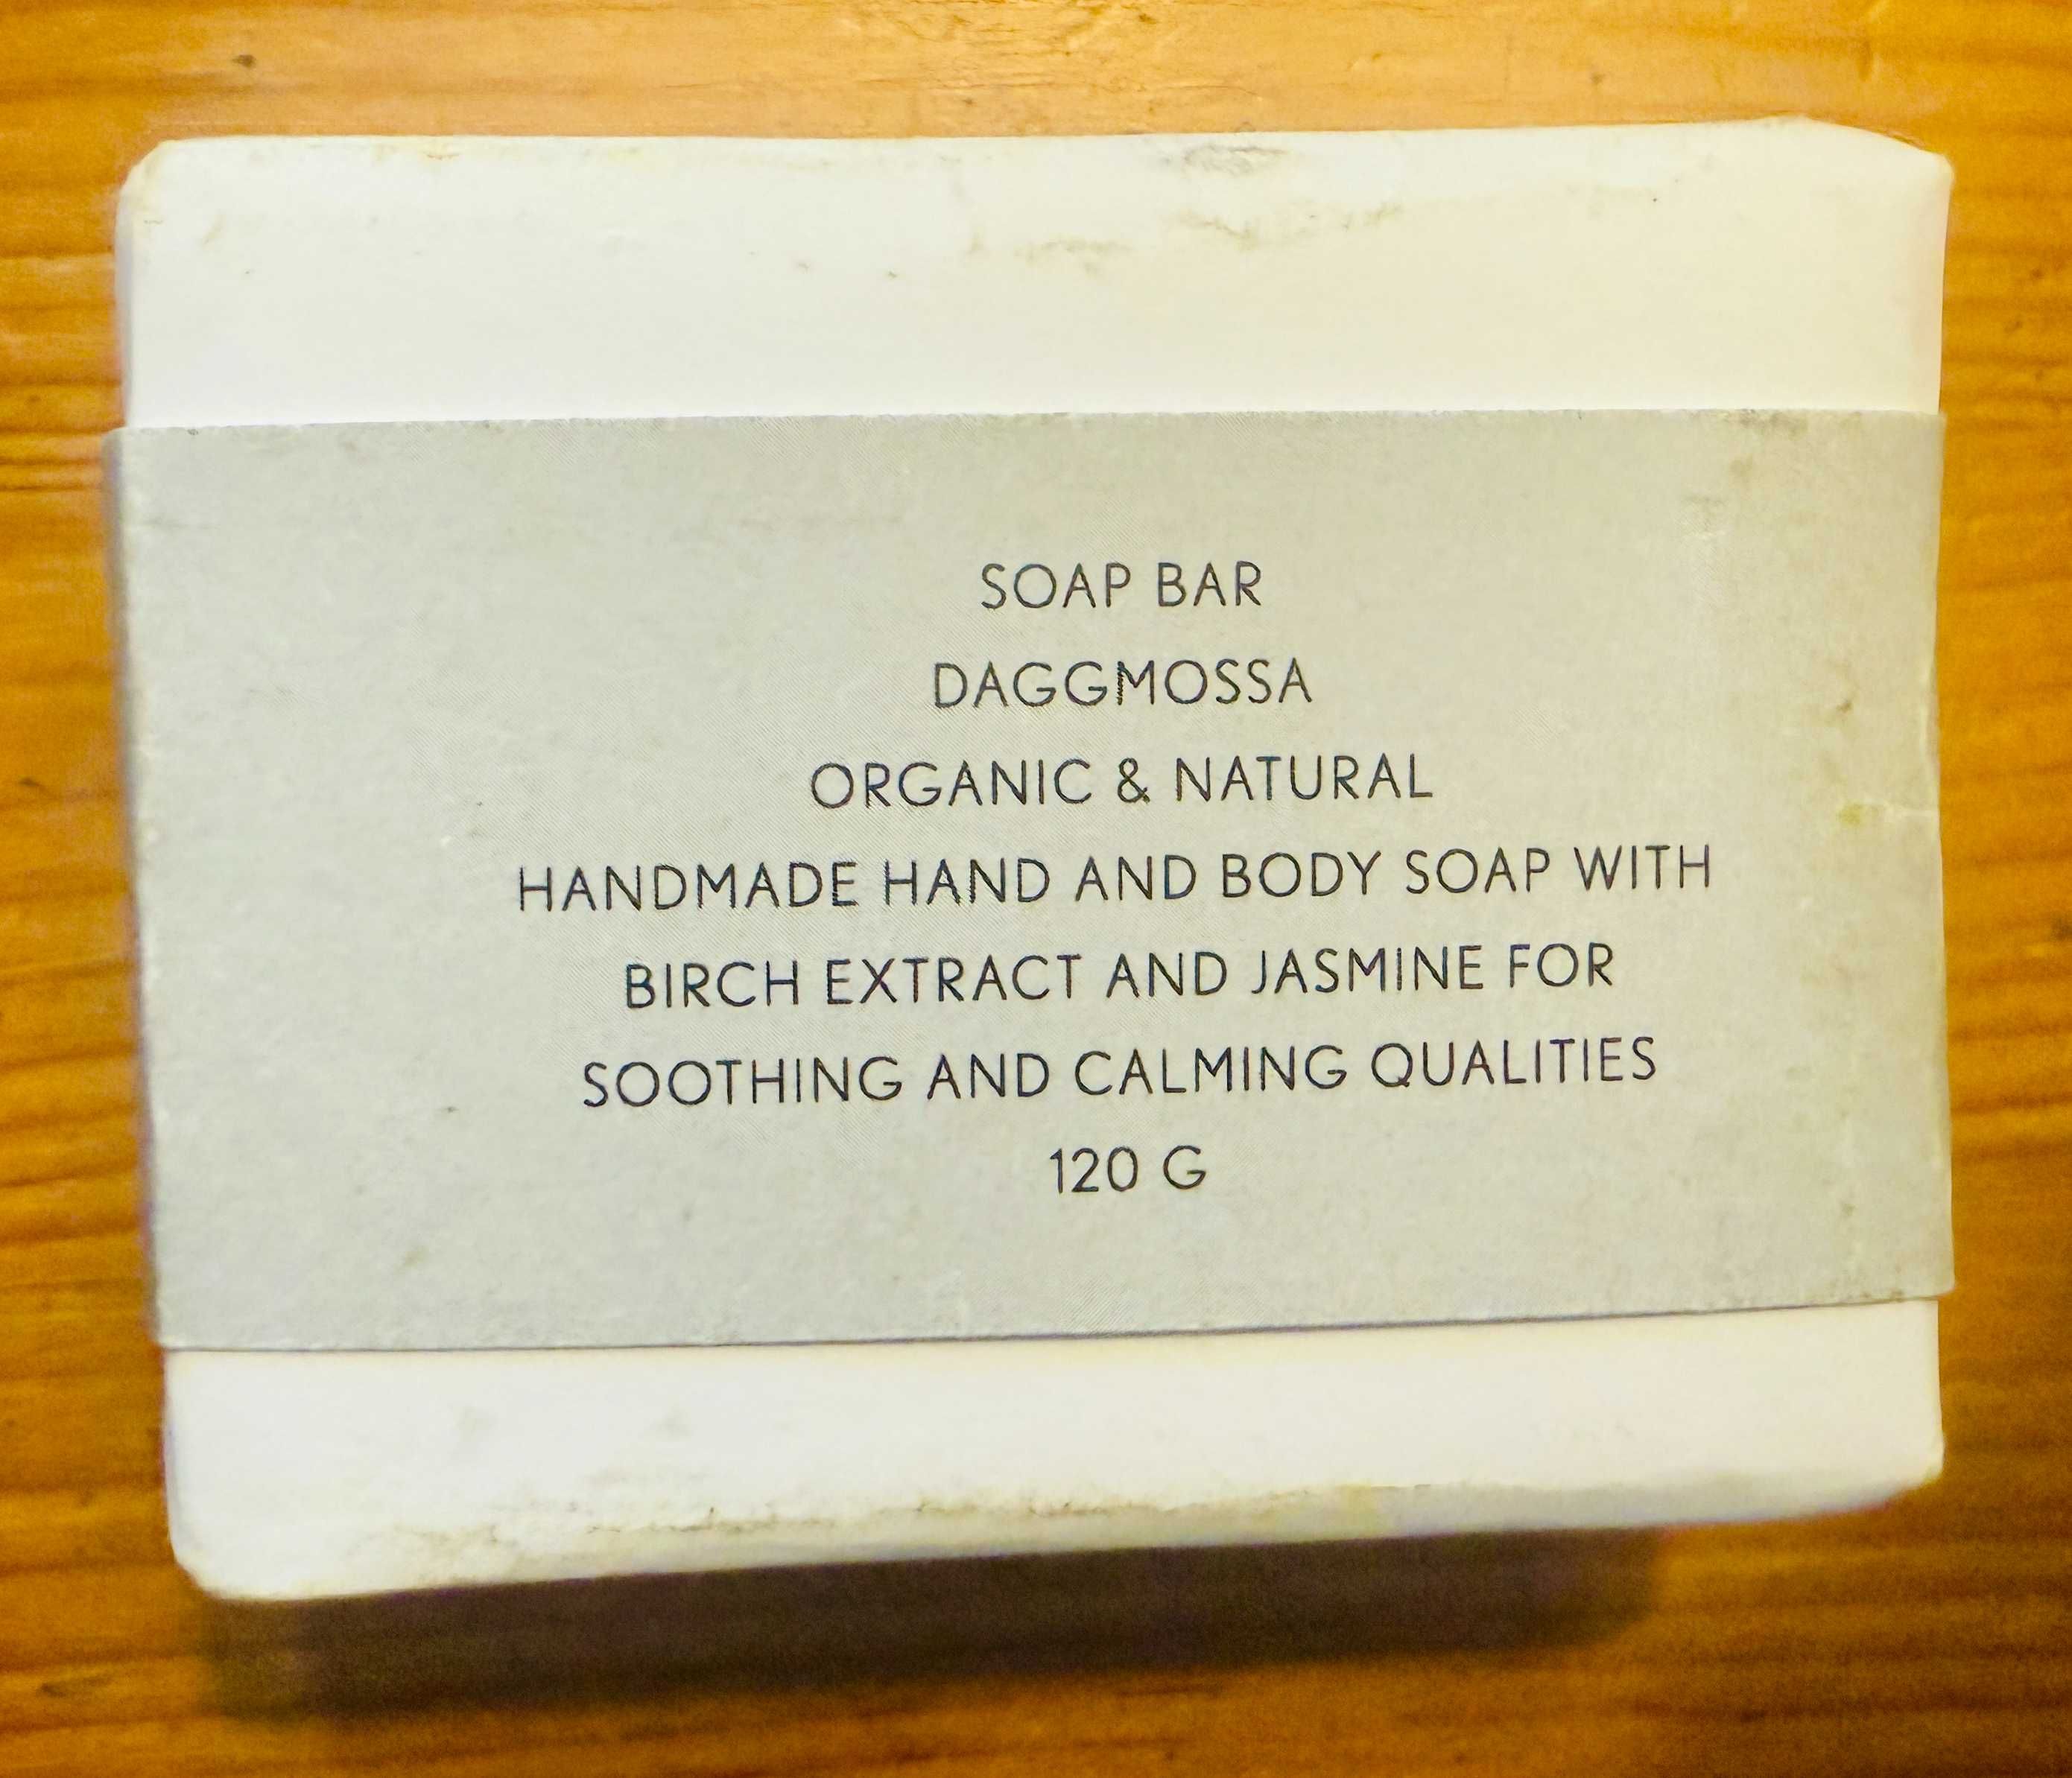 SOAP BAR
DAGGMOSSA
ORGANIC & NATURAL
HANDMADE HAND AND BODY SOAP WITH
BIRCH EXTRACT AND JASMINE FOR
SOOTHING AND CALMING QUALITIES
120 G